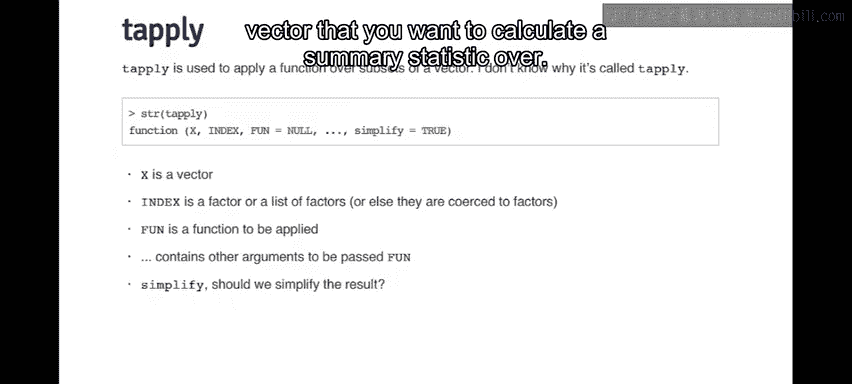 tapply
vector that you want to calculate a
summary statistic over.
tapply is used to apply a function over subsets of a vector. I don't know why it's called tapply.
> str(tapply)
function (X, INDEX, FUN = NULL, ..., simplify = TRUE)
· X is a vector
· INDEX is a factor or a list of factors (or else they are coerced to factors)
· FUN is a function to be applied
· ... contains other arguments to be passed FUN
· simplify, should we simplify the result?